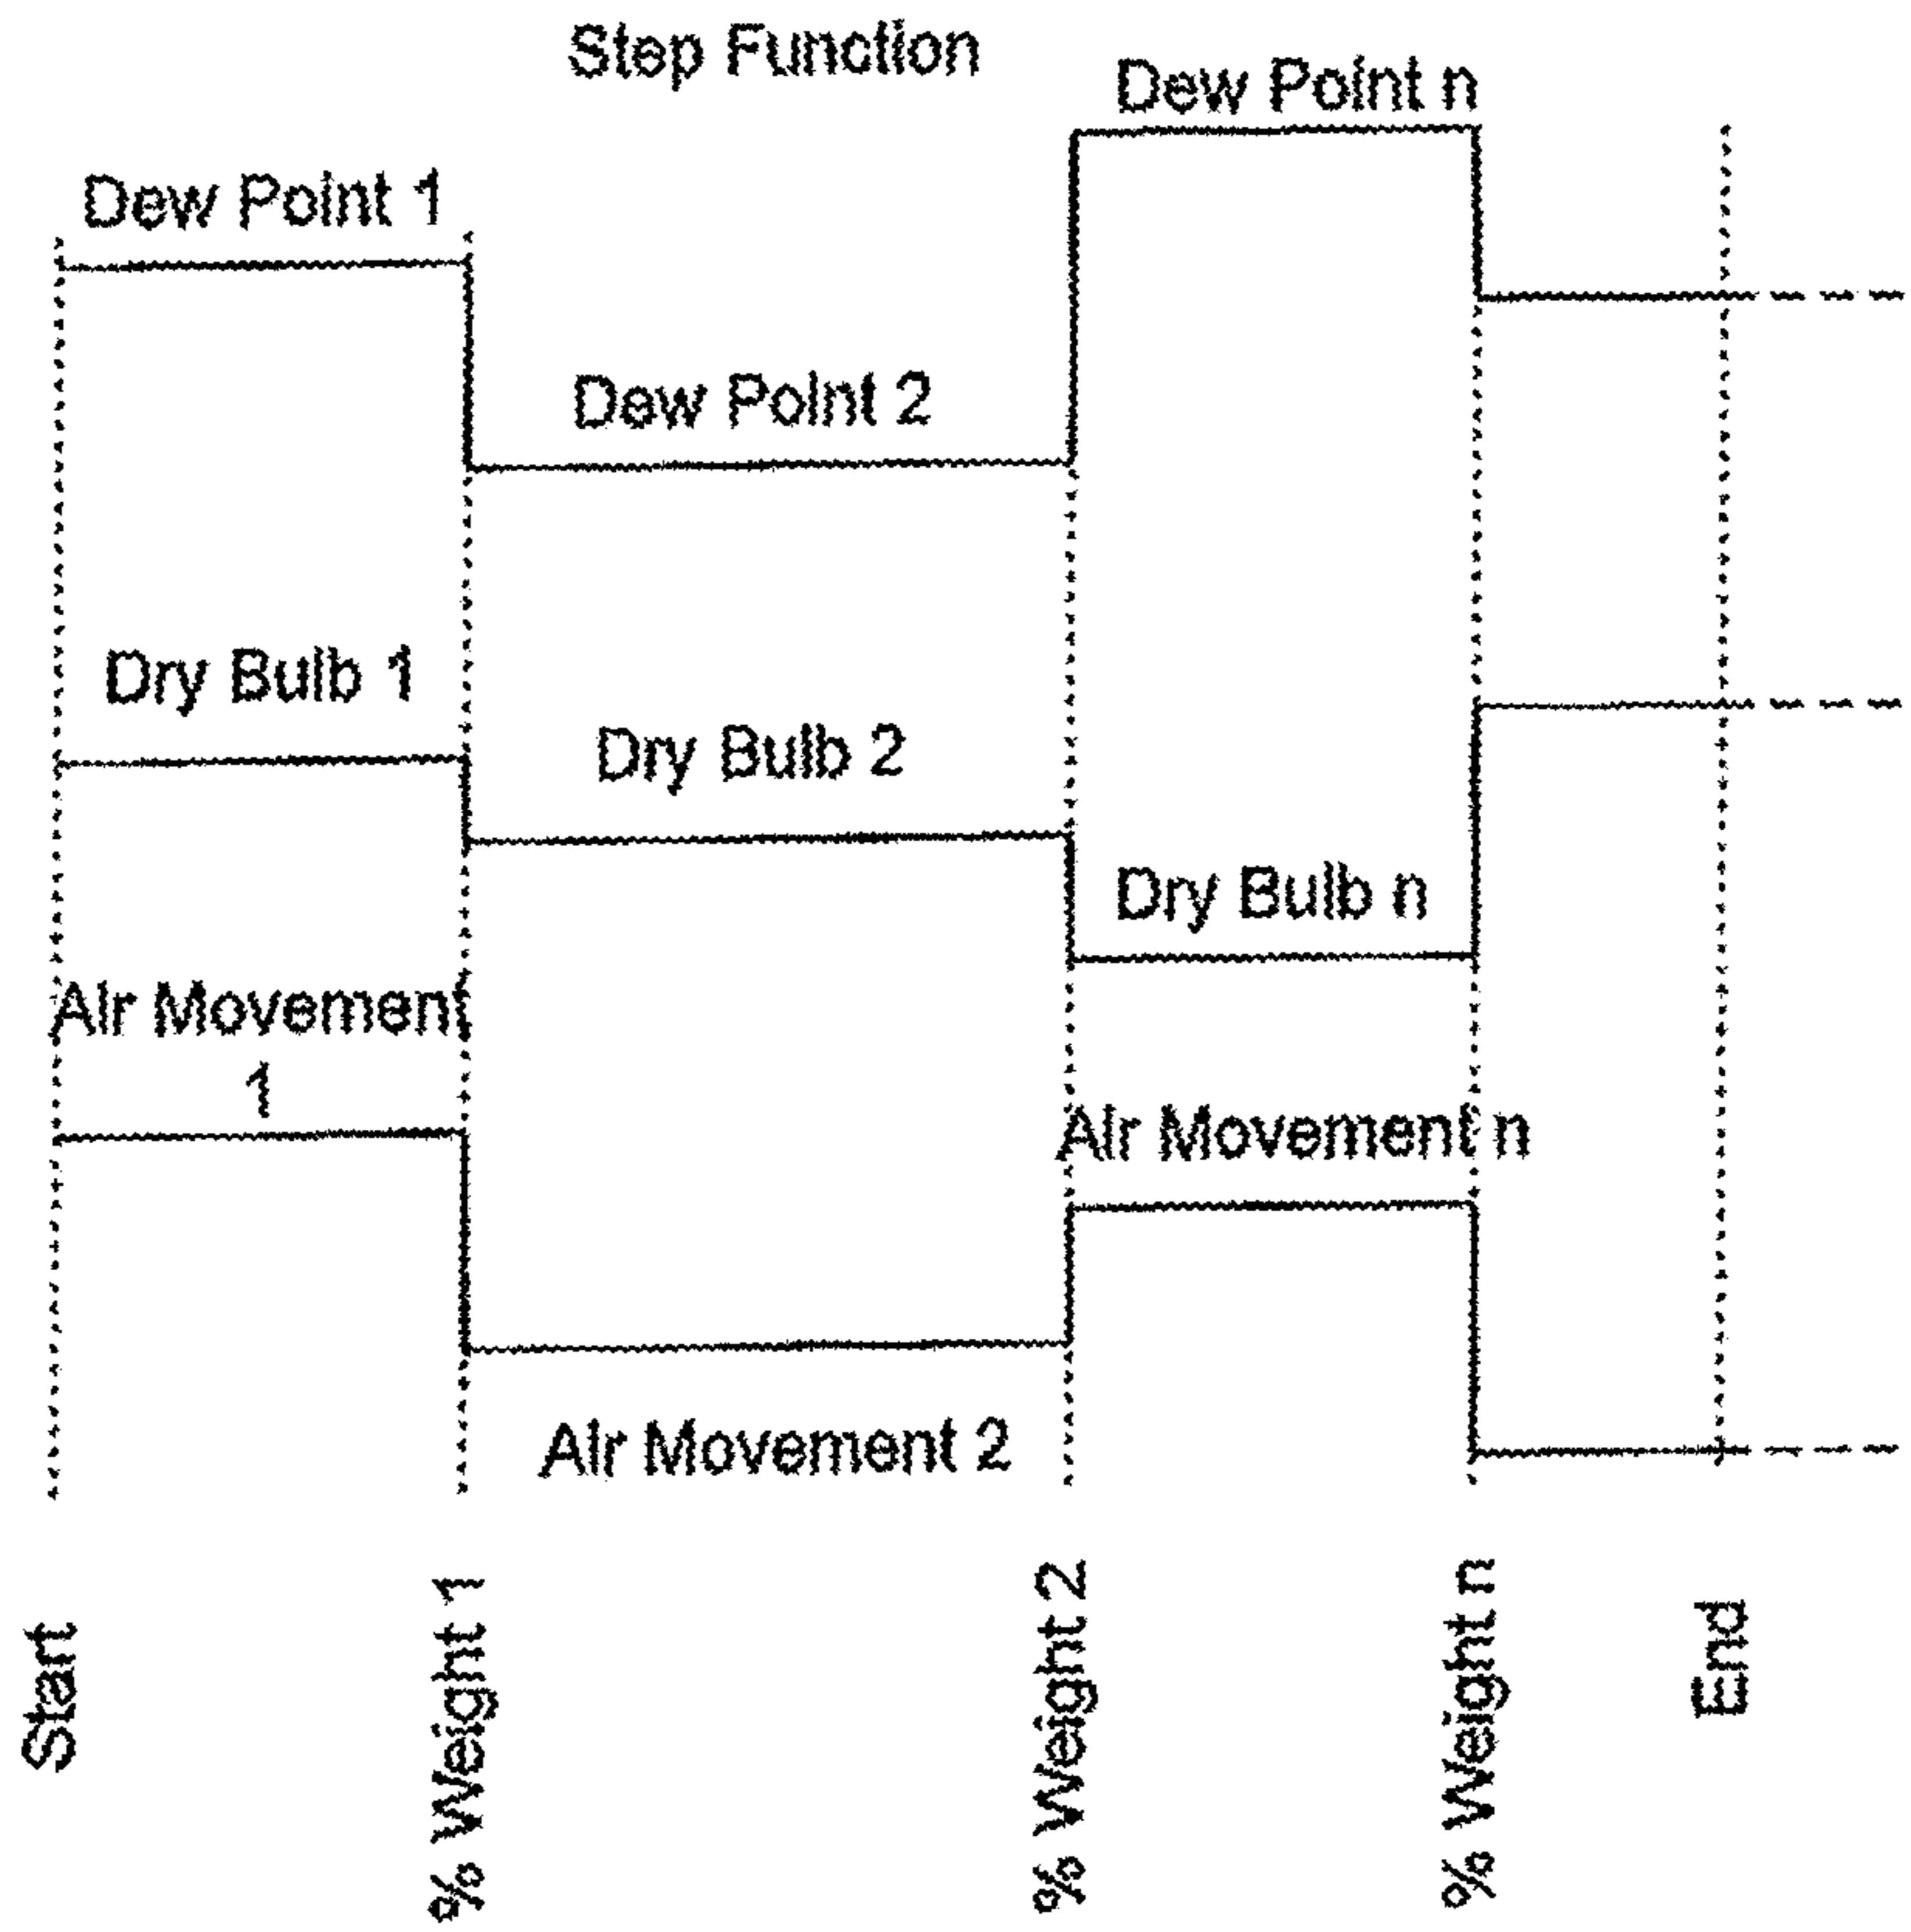 Step Function
Dew Point n
Dew Point 1
Dew Point 2
Dry Bulb 1
Dry Bulb 2
Dry Bulb n
Air Movement
1
Air Movement n
Air Movement 2
Start
% Weight 1
% Weight 2
% Weight n
End